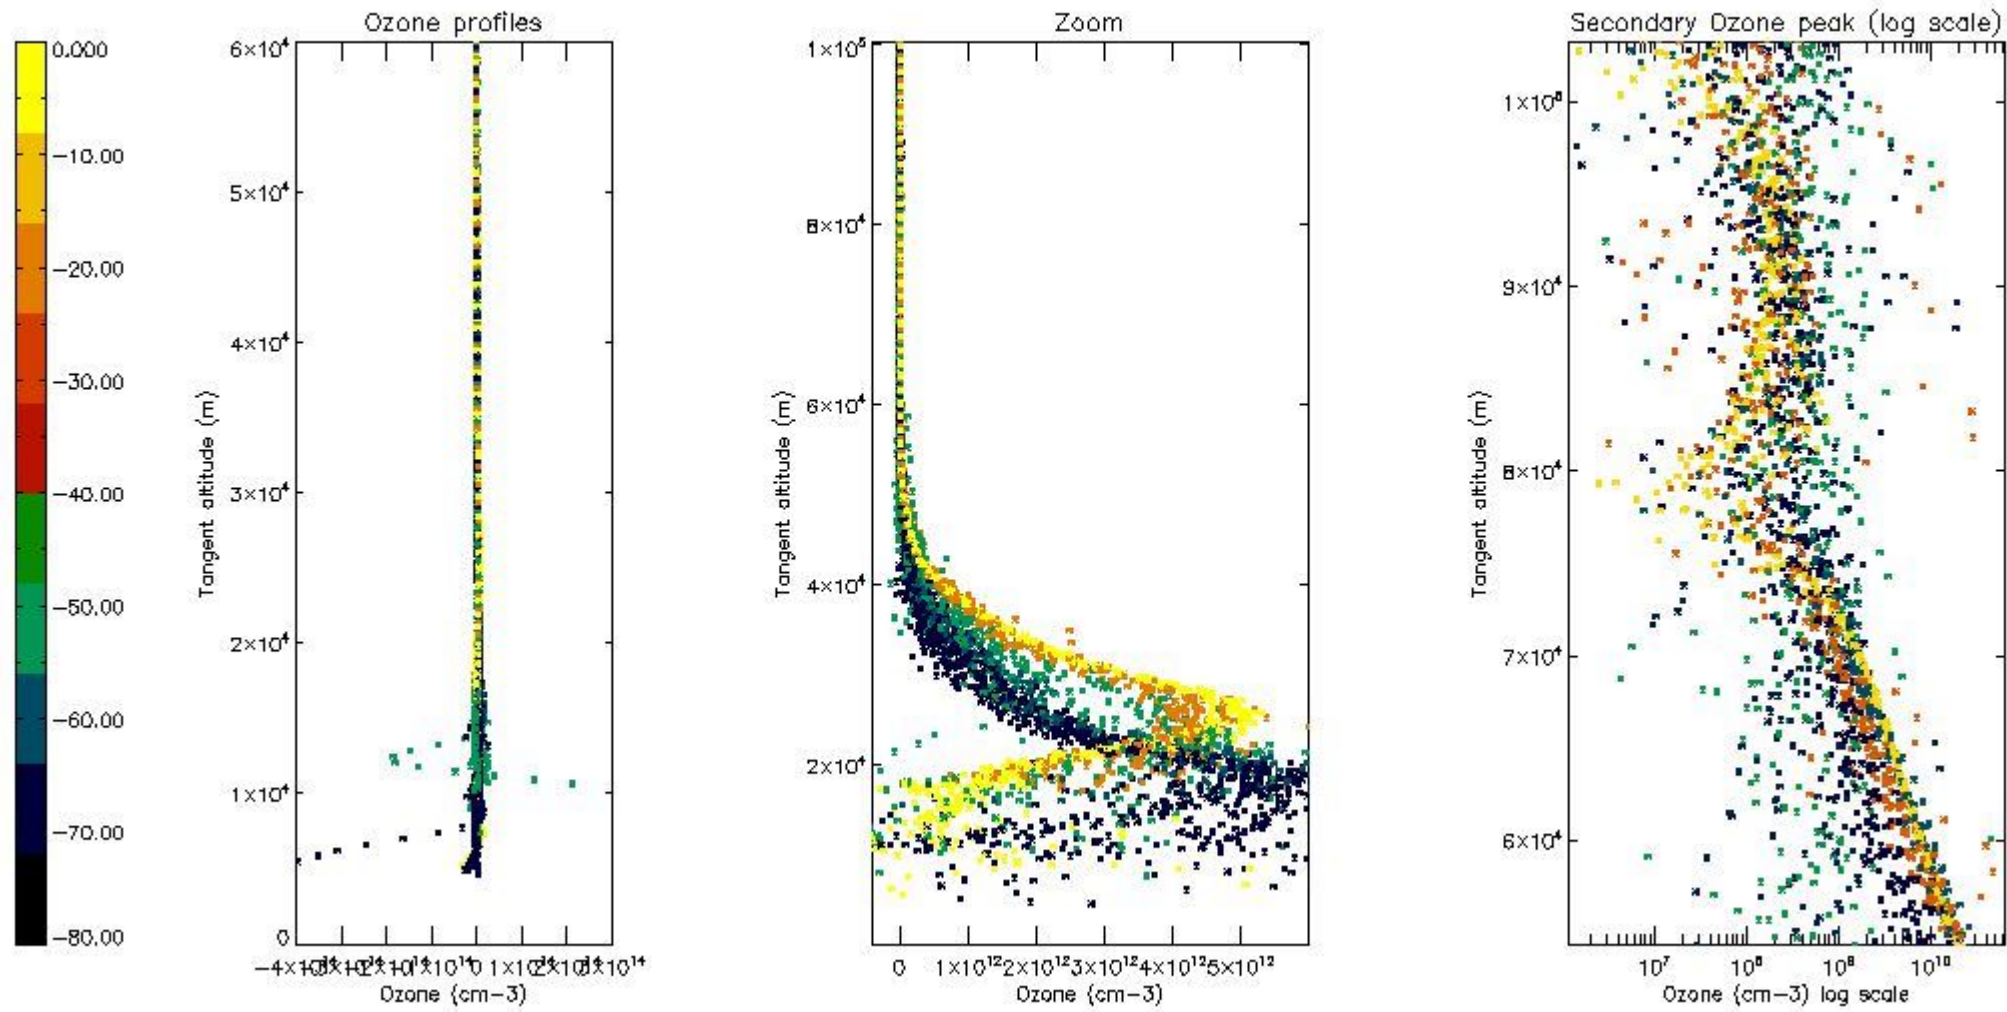 Ozone profiles
Zoom
Secondary Ozone peak (log scale)
0.000
−10.00
−20.00
−30.00
−40.00
−50.00
−60.00
−70.00
−80.00
6×10⁴
5×10⁴
4×10⁴
3×10⁴
2×10⁴
1×10⁴
0
Tangent altitude (m)
0 1×10¹⁴
Ozone (cm−3)
1×10⁵
8×10⁴
6×10⁴
4×10⁴
2×10⁴
Tangent altitude (m)
0 1×10¹² 2×10¹² 3×10¹² 4×10¹² 5×10¹²
Ozone (cm−3)
9×10⁴
8×10⁴
7×10⁴
6×10⁴
Tangent altitude (m)
10⁷ 10⁸ 10⁹ 10¹⁰
Ozone (cm−3) log scale